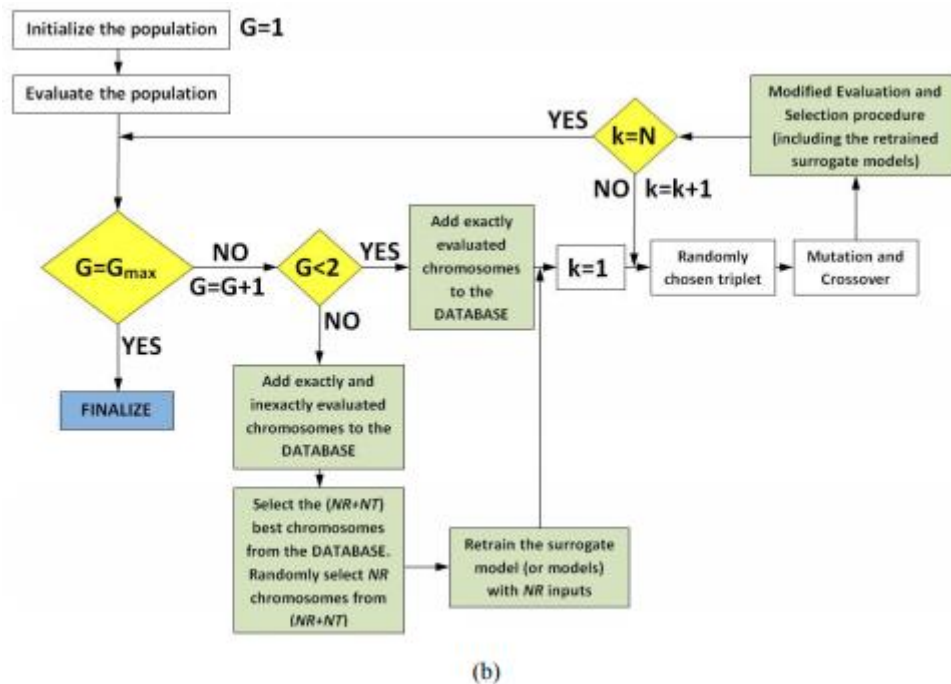 Initialize the population
G=1
Evaluate the population
YES
k=N
Modified Evaluation and
Selection procedure
(including the retrained
surrogate models)
NO
k=k+1
G=Gmax
NO
G=G+1
G<2
YES
Add exactly
evaluated
chromosomes
to the
DATABASE
k=1
Randomly
chosen triplet
Mutation and
Crossover
YES
NO
FINALIZE
Add exactly and
inexactly evaluated
chromosomes to the
DATABASE
Select the (NR+NT)
best chromosomes
from the DATABASE.
Randomly select NR
chromosomes from
(NR+NT)
Retrain the surrogate
model (or models)
with NR inputs
(b)